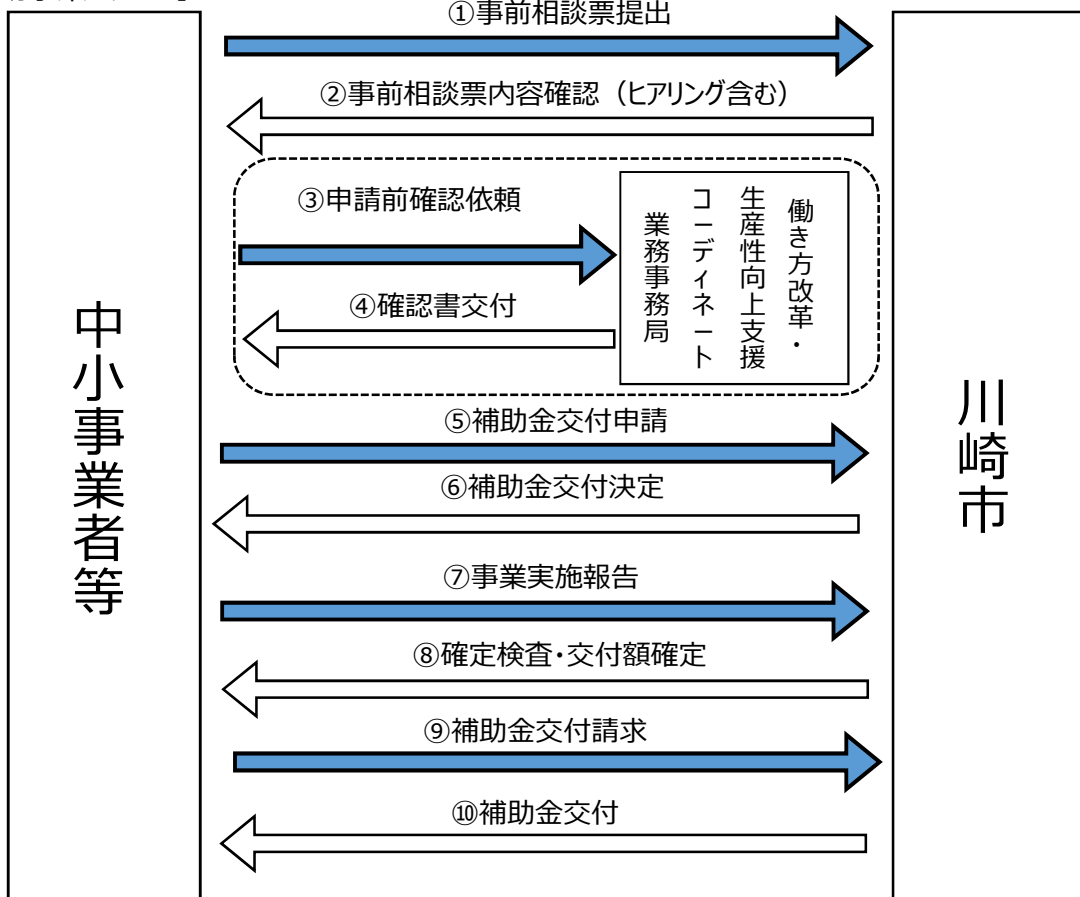 ①事前相談票提出
②事前相談票内容確認（ヒアリング含む）
③申請前確認依頼
働き方改革・
生産性向上支援
コーディネート
業務事務局
④確認書交付
中小事業者等
川崎市
⑤補助金交付申請
⑥補助金交付決定
⑦事業実施報告
⑧確定検査・交付額確定
⑨補助金交付請求
⑩補助金交付